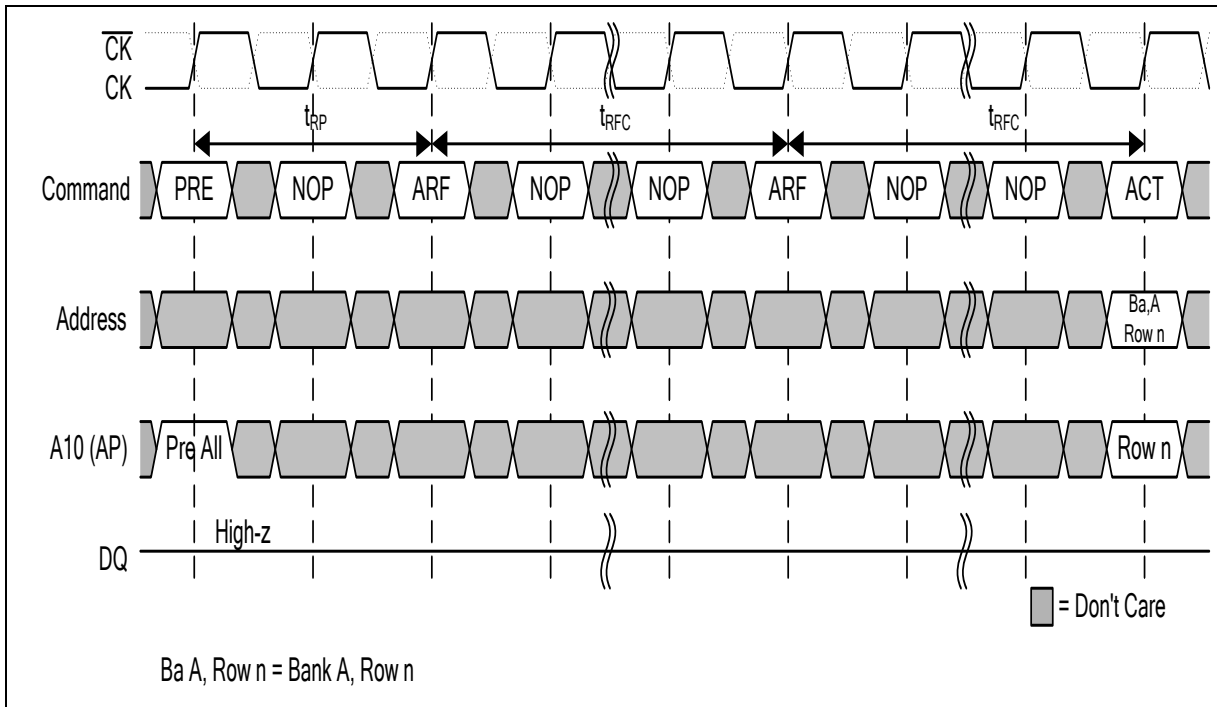 CK
CK
tRP tRFC tRFC
Command PRE NOP ARF NOP NOP ARF NOP NOP ACT
Address Ba,A
Row n
A10 (AP) Pre All Row n
High-z
DQ
= Don't Care
Ba A, Row n = Bank A, Row n